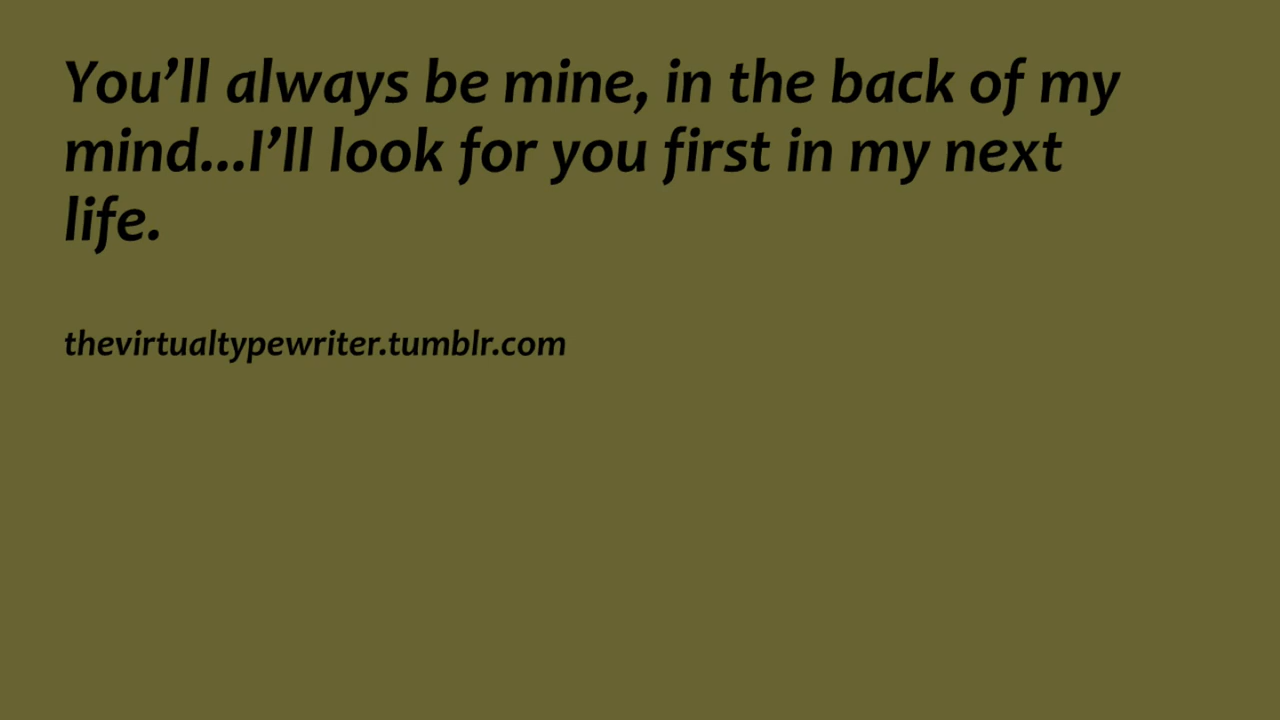 You’ll always be mine, in the back of my
mind...I’ll look for you first in my next
life.
thevirtualtypewriter.tumblr.com